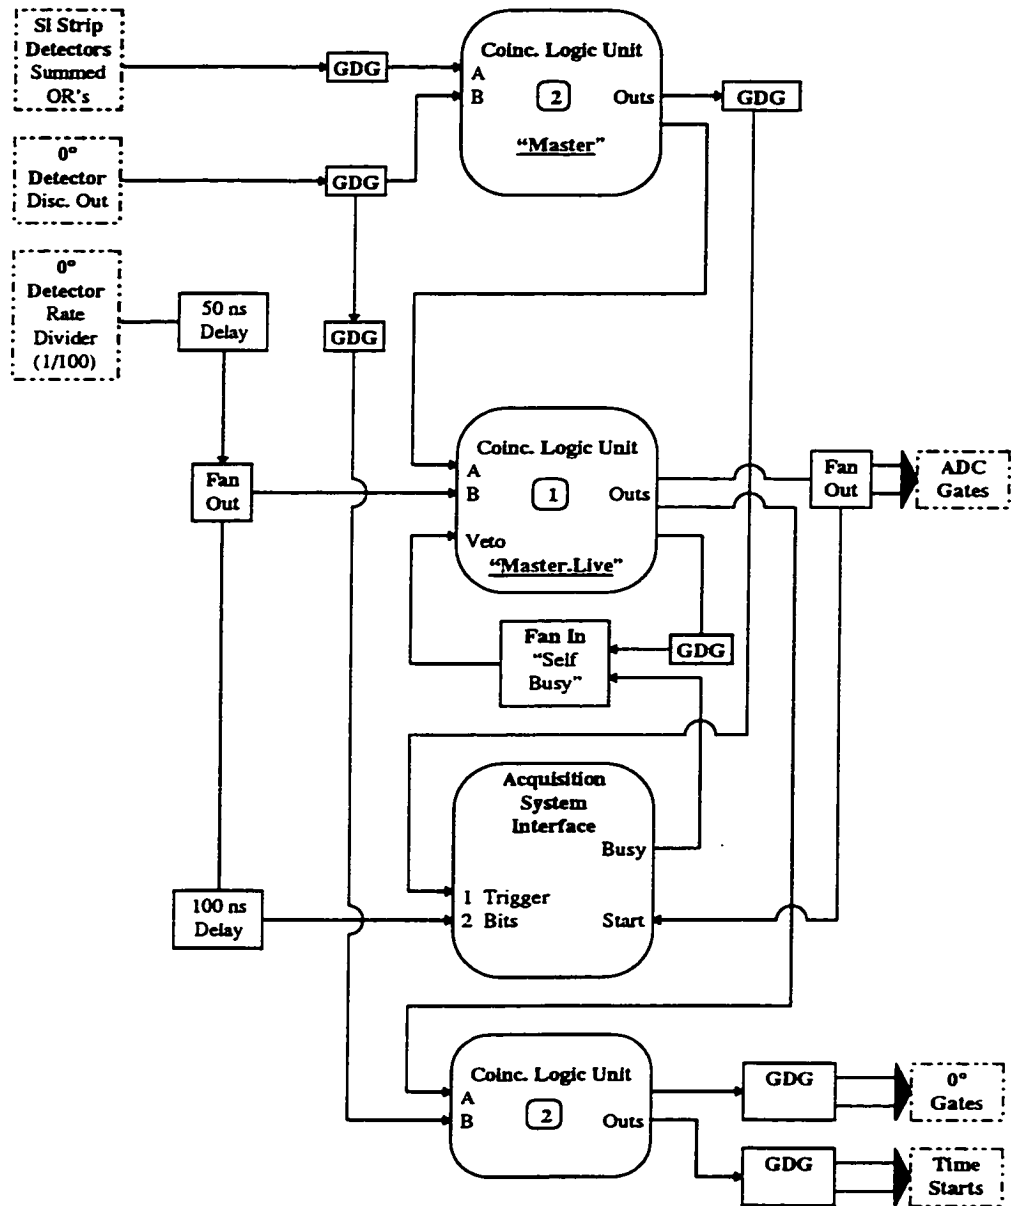 SI Strip
Detectors
Summed
OR's
GDG
Coinc. Logic Unit
A
B
2
Outs
"Master"
GDG
0°
Detector
Disc. Out
GDG
0°
Detector
Rate
Divider
(1/100)
50 ns
Delay
GDG
Fan
Out
Coinc. Logic Unit
A
B
1
Outs
Veto
"Master.Live"
Fan
Out
ADC
Gates
Fan In
"Self
Busy"
GDG
Acquisition
System
Interface
Busy
1 Trigger
2 Bits
Start
100 ns
Delay
Coinc. Logic Unit
A
B
2
Outs
GDG
0°
Gates
GDG
Time
Starts